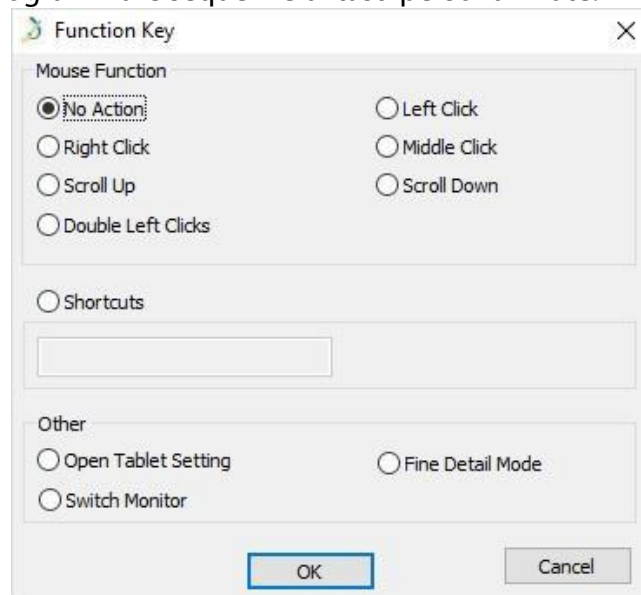 Function Key
Mouse Function
No Action
Left Click
Right Click
Middle Click
Scroll Up
Scroll Down
Double Left Clicks
Shortcuts
Other
Open Tablet Setting
Fine Detail Mode
Switch Monitor
OK
Cancel